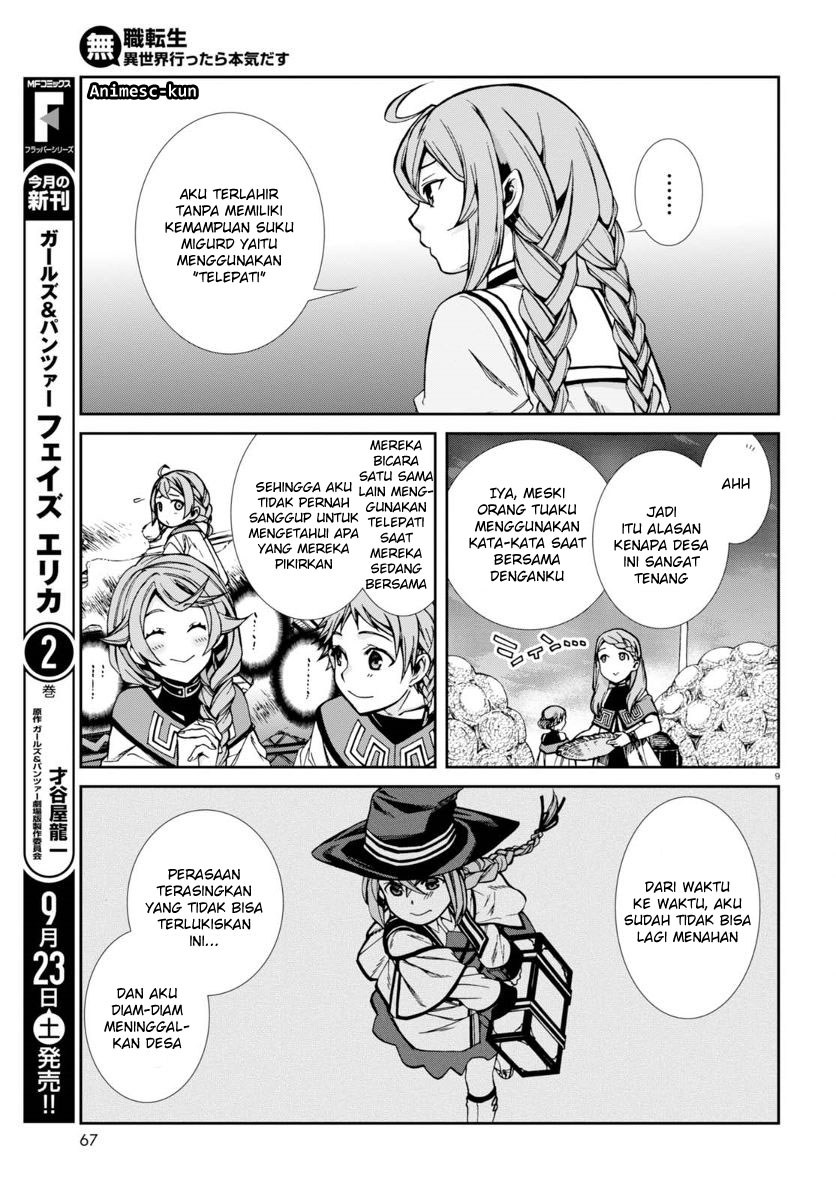 無職転生
異世界行ったら本気だす
Animesc-kun
MFコミックス
F
フラッパーシリーズ
今月の
新刊
ガールズ&パンツァー フェイズ エリカ
2
巻
原作 ガールズ&パンツァー劇場版製作委員会
才谷屋龍一
9月23日(土)発売!!
……
AKU TERLAHIR
TANPA MEMILIKI
KEMAMPUAN SUKU
MIGURD YAITU
MENGGUNAKAN
"TELEPATI"
AHH
JADI
ITU ALASAN
KENAPA DESA
INI SANGAT
TENANG
IYA, MESKI
ORANG TUAKU
MENGGUNAKAN
KATA-KATA SAAT
BERSAMA
DENGANKU
シィィン…
MEREKA
BICARA
SATU SAMA
LAIN MENG-
GUNAKAN
TELEPATI
SAAT
MEREKA
SEDANG
BERSAMA
SEHINGGA AKU
TIDAK PERNAH
SANGGUP UNTUK
MENGETAHUI APA
YANG MEREKA
PIKIRKAN
9
DARI WAKTU
KE WAKTU, AKU
SUDAH TIDAK BISA
LAGI MENAHAN
PERASAAN
TERASINGKAN
YANG TIDAK BISA
TERLUKISKAN
INI...
DAN AKU
DIAM-DIAM
MENINGGAL-
KAN DESA
67